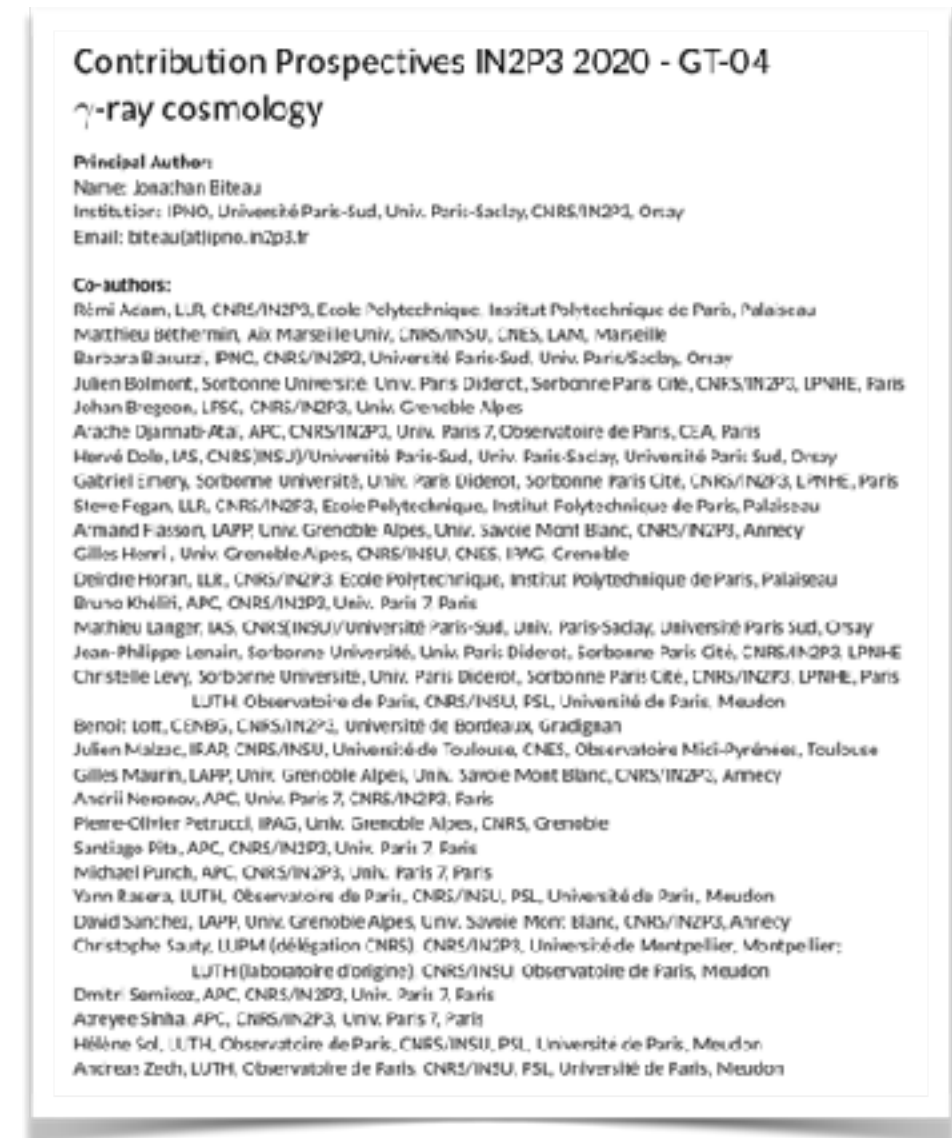 Contribution Prospectives IN2P3 2020 - GT-04
γ-ray cosmology
Principal Author:
Name: Jonathan Biteau
Institution: IPNO, Université Paris-Sud, Univ. Paris-Saclay, CNRS/IN2P3, Orsay
Email: biteau(at)ipno.in2p3.fr
Co-authors:
Rémi Adam, LLR, CNRS/IN2P3, Ecole Polytechnique, Institut Polytechnique de Paris, Palaiseau
Matthieu Béthermin, Aix Marseille Univ, CNRS/INSU, CNES, LAM, Marseille
Barbara Biasuzzi, IPNO, CNRS/IN2P3, Université Paris-Sud, Univ. Paris/Saclay, Orsay
Julien Bolmont, Sorbonne Université, Univ. Paris Diderot, Sorbonne Paris Cité, CNRS/IN2P3, LPNHE, Paris
Johan Bregeon, LPSC, CNRS/IN2P3, Univ. Grenoble Alpes
Arache Djannati-Ataï, APC, CNRS/IN2P3, Univ. Paris 7, Observatoire de Paris, CEA, Paris
Hervé Dole, IAS, CNRS(INSU)/Université Paris-Sud, Univ. Paris-Saclay, Université Paris Sud, Orsay
Gabriel Emery, Sorbonne Université, Univ. Paris Diderot, Sorbonne Paris Cité, CNRS/IN2P3, LPNHE, Paris
Steve Fegan, LLR, CNRS/IN2P3, Ecole Polytechnique, Institut Polytechnique de Paris, Palaiseau
Armand Fiasson, LAPP, Univ. Grenoble Alpes, Univ. Savoie Mont Blanc, CNRS/IN2P3, Annecy
Gilles Henri , Univ. Grenoble Alpes, CNRS/INSU, CNES, IPAG, Grenoble
Deirdre Horan, LLR, CNRS/IN2P3, Ecole Polytechnique, Institut Polytechnique de Paris, Palaiseau
Bruno Khélifi, APC, CNRS/IN2P3, Univ. Paris 7, Paris
Mathieu Langer, IAS, CNRS(INSU)/Université Paris-Sud, Univ. Paris-Saclay, Université Paris Sud, Orsay
Jean-Philippe Lenain, Sorbonne Université, Univ. Paris Diderot, Sorbonne Paris Cité, CNRS/IN2P3, LPNHE
Christelle Levy, Sorbonne Université, Univ. Paris Diderot, Sorbonne Paris Cité, CNRS/IN2P3, LPNHE, Paris
LUTH, Observatoire de Paris, CNRS/INSU, PSL, Université de Paris, Meudon
Benoît Lott, CENBG, CNRS/IN2P3, Université de Bordeaux, Gradignan
Julien Malzac, IRAP, CNRS/INSU, Université de Toulouse, CNES, Observatoire Midi-Pyrénées, Toulouse
Gilles Maurin, LAPP, Univ. Grenoble Alpes, Univ. Savoie Mont Blanc, CNRS/IN2P3, Annecy
Andrii Neronov, APC, Univ. Paris 7, CNRS/IN2P3, Paris
Pierre-Olivier Petrucci, IPAG, Univ. Grenoble Alpes, CNRS, Grenoble
Santiago Pita, APC, CNRS/IN2P3, Univ. Paris 7, Paris
Michael Punch, APC, CNRS/IN2P3, Univ. Paris 7, Paris
Yann Rasera, LUTH, Observatoire de Paris, CNRS/INSU, PSL, Université de Paris, Meudon
David Sanchez, LAPP, Univ. Grenoble Alpes, Univ. Savoie Mont Blanc, CNRS/IN2P3, Annecy
Christophe Sauty, LUPM (délégation CNRS), CNRS/IN2P3, Université de Montpellier, Montpellier;
LUTH (laboratoire d'origine), CNRS/INSU, Observatoire de Paris, Meudon
Dmitri Semikoz, APC, CNRS/IN2P3, Univ. Paris 7, Paris
Atreyee Sinha, APC, CNRS/IN2P3, Univ. Paris 7, Paris
Hélène Sol, LUTH, Observatoire de Paris, CNRS/INSU, PSL, Université de Paris, Meudon
Andreas Zech, LUTH, Observatoire de Paris, CNRS/INSU, PSL, Université de Paris, Meudon